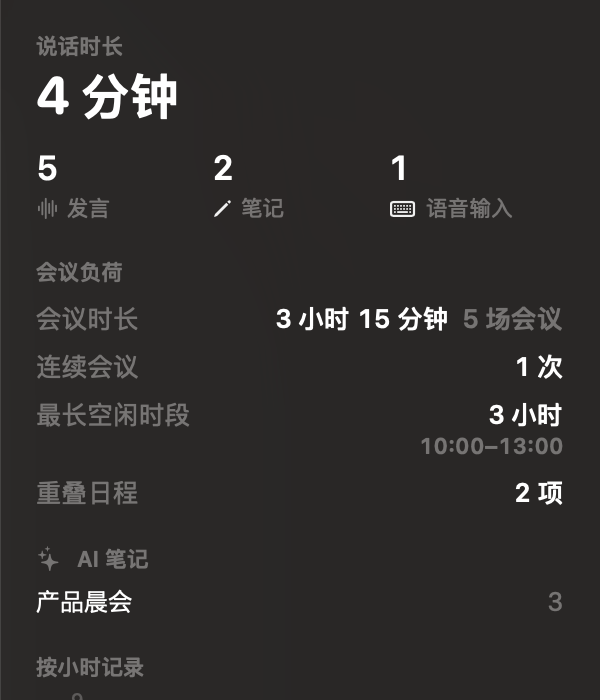 说话时长
4 分钟
5 2 1
发言 笔记 语音输入
会议负荷
会议时长 3 小时 15 分钟 5 场会议
连续会议 1 次
最长空闲时段 3 小时
10:00–13:00
重叠日程 2 项
AI 笔记
产品晨会 3
按小时记录